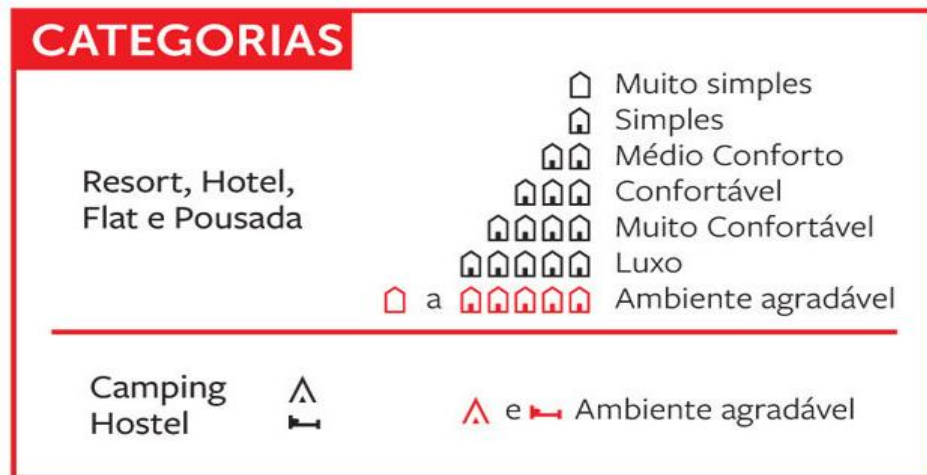 CATEGORIAS
Muito simples
Simples
Médio Conforto
Resort, Hotel,
Confortável
Flat e Pousada
Muito Confortável
Luxo
a Ambiente agradável
Camping
Hostel
e Ambiente agradável